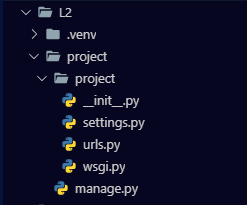 L2
.venv
project
project
__init__.py
settings.py
urls.py
wsgi.py
manage.py